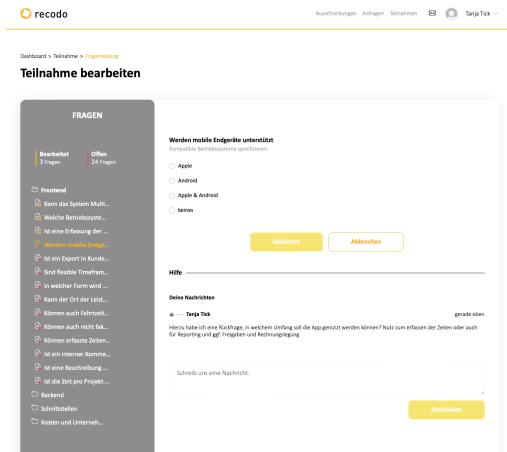 recodo
Ausschreibungen Anfragen Teilnahmen
Tanja Tick
Dashboard > Teilnahme > Fragenkatalog
Teilnahme bearbeiten
FRAGEN
Bearbeitet
3 Fragen
Offen
24 Fragen
Frontend
Kann das System Multi...
Welche Betriebssyste...
Ist eine Erfassung der ...
Werden mobile Endge...
Ist ein Export in Kunde...
Sind flexible Timefram...
In welcher Form wird ...
Kann der Ort der Leist...
Können auch Fahrtzeit...
Können auch nicht fak...
Können erfasste Zeiten...
Ist ein interner Komme...
Ist eine Beschreibung ...
Ist die Zeit pro Projekt ...
Backend
Schnittstellen
Kosten und Unterneh...
Werden mobile Endgeräte unterstützt
Kompatible Betriebssysteme spezifizieren
Apple
Android
Apple & Android
keines
Speichern
Abbrechen
Hilfe
Deine Nachrichten
Tanja Tick
gerade eben
Hierzu habe ich eine Rückfrage, in welchem Umfang soll die App genutzt werden können? Nutz zum erfassen der Zeiten oder auch
für Reporting und ggf. Freigaben und Rechnungslegung
Schreib uns eine Nachricht.
Abschicken